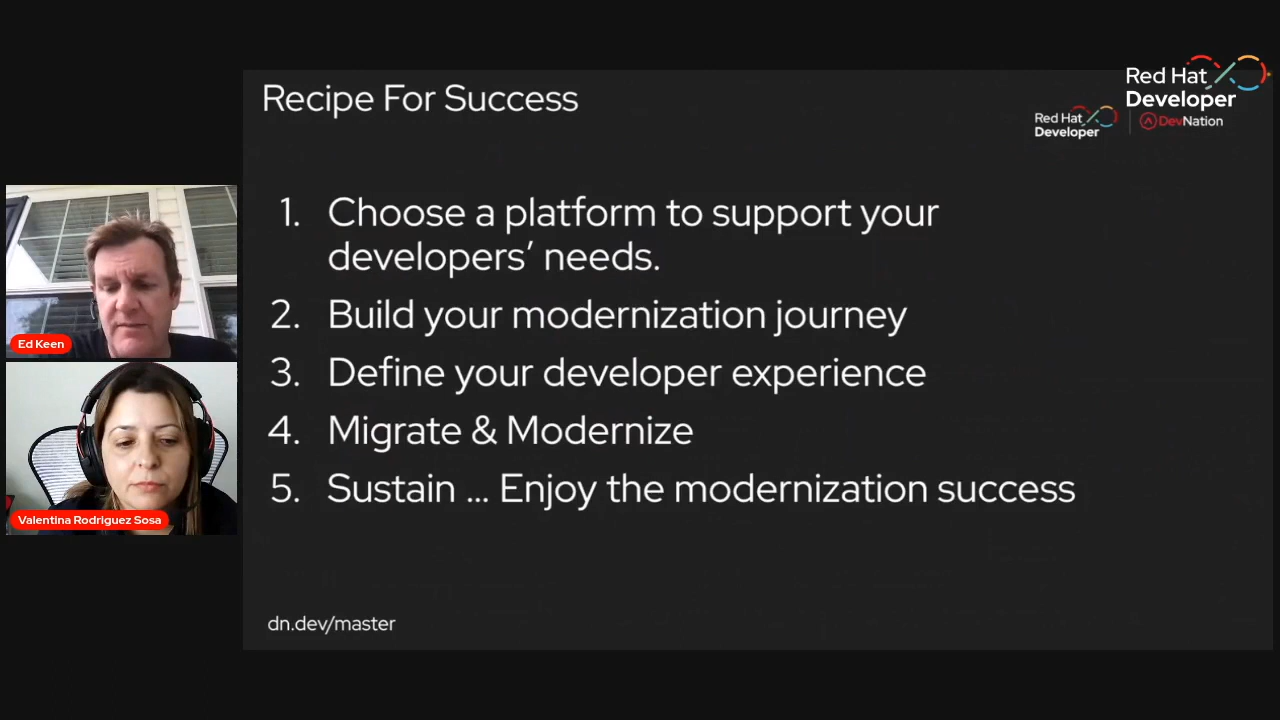 Recipe For Success
Red Hat
Developer
Red Hat
Developer
DevNation
1. Choose a platform to support your
developers’ needs.
2. Build your modernization journey
3. Define your developer experience
4. Migrate & Modernize
5. Sustain ... Enjoy the modernization success
dn.dev/master
Ed Keen
Valentina Rodriguez Sosa